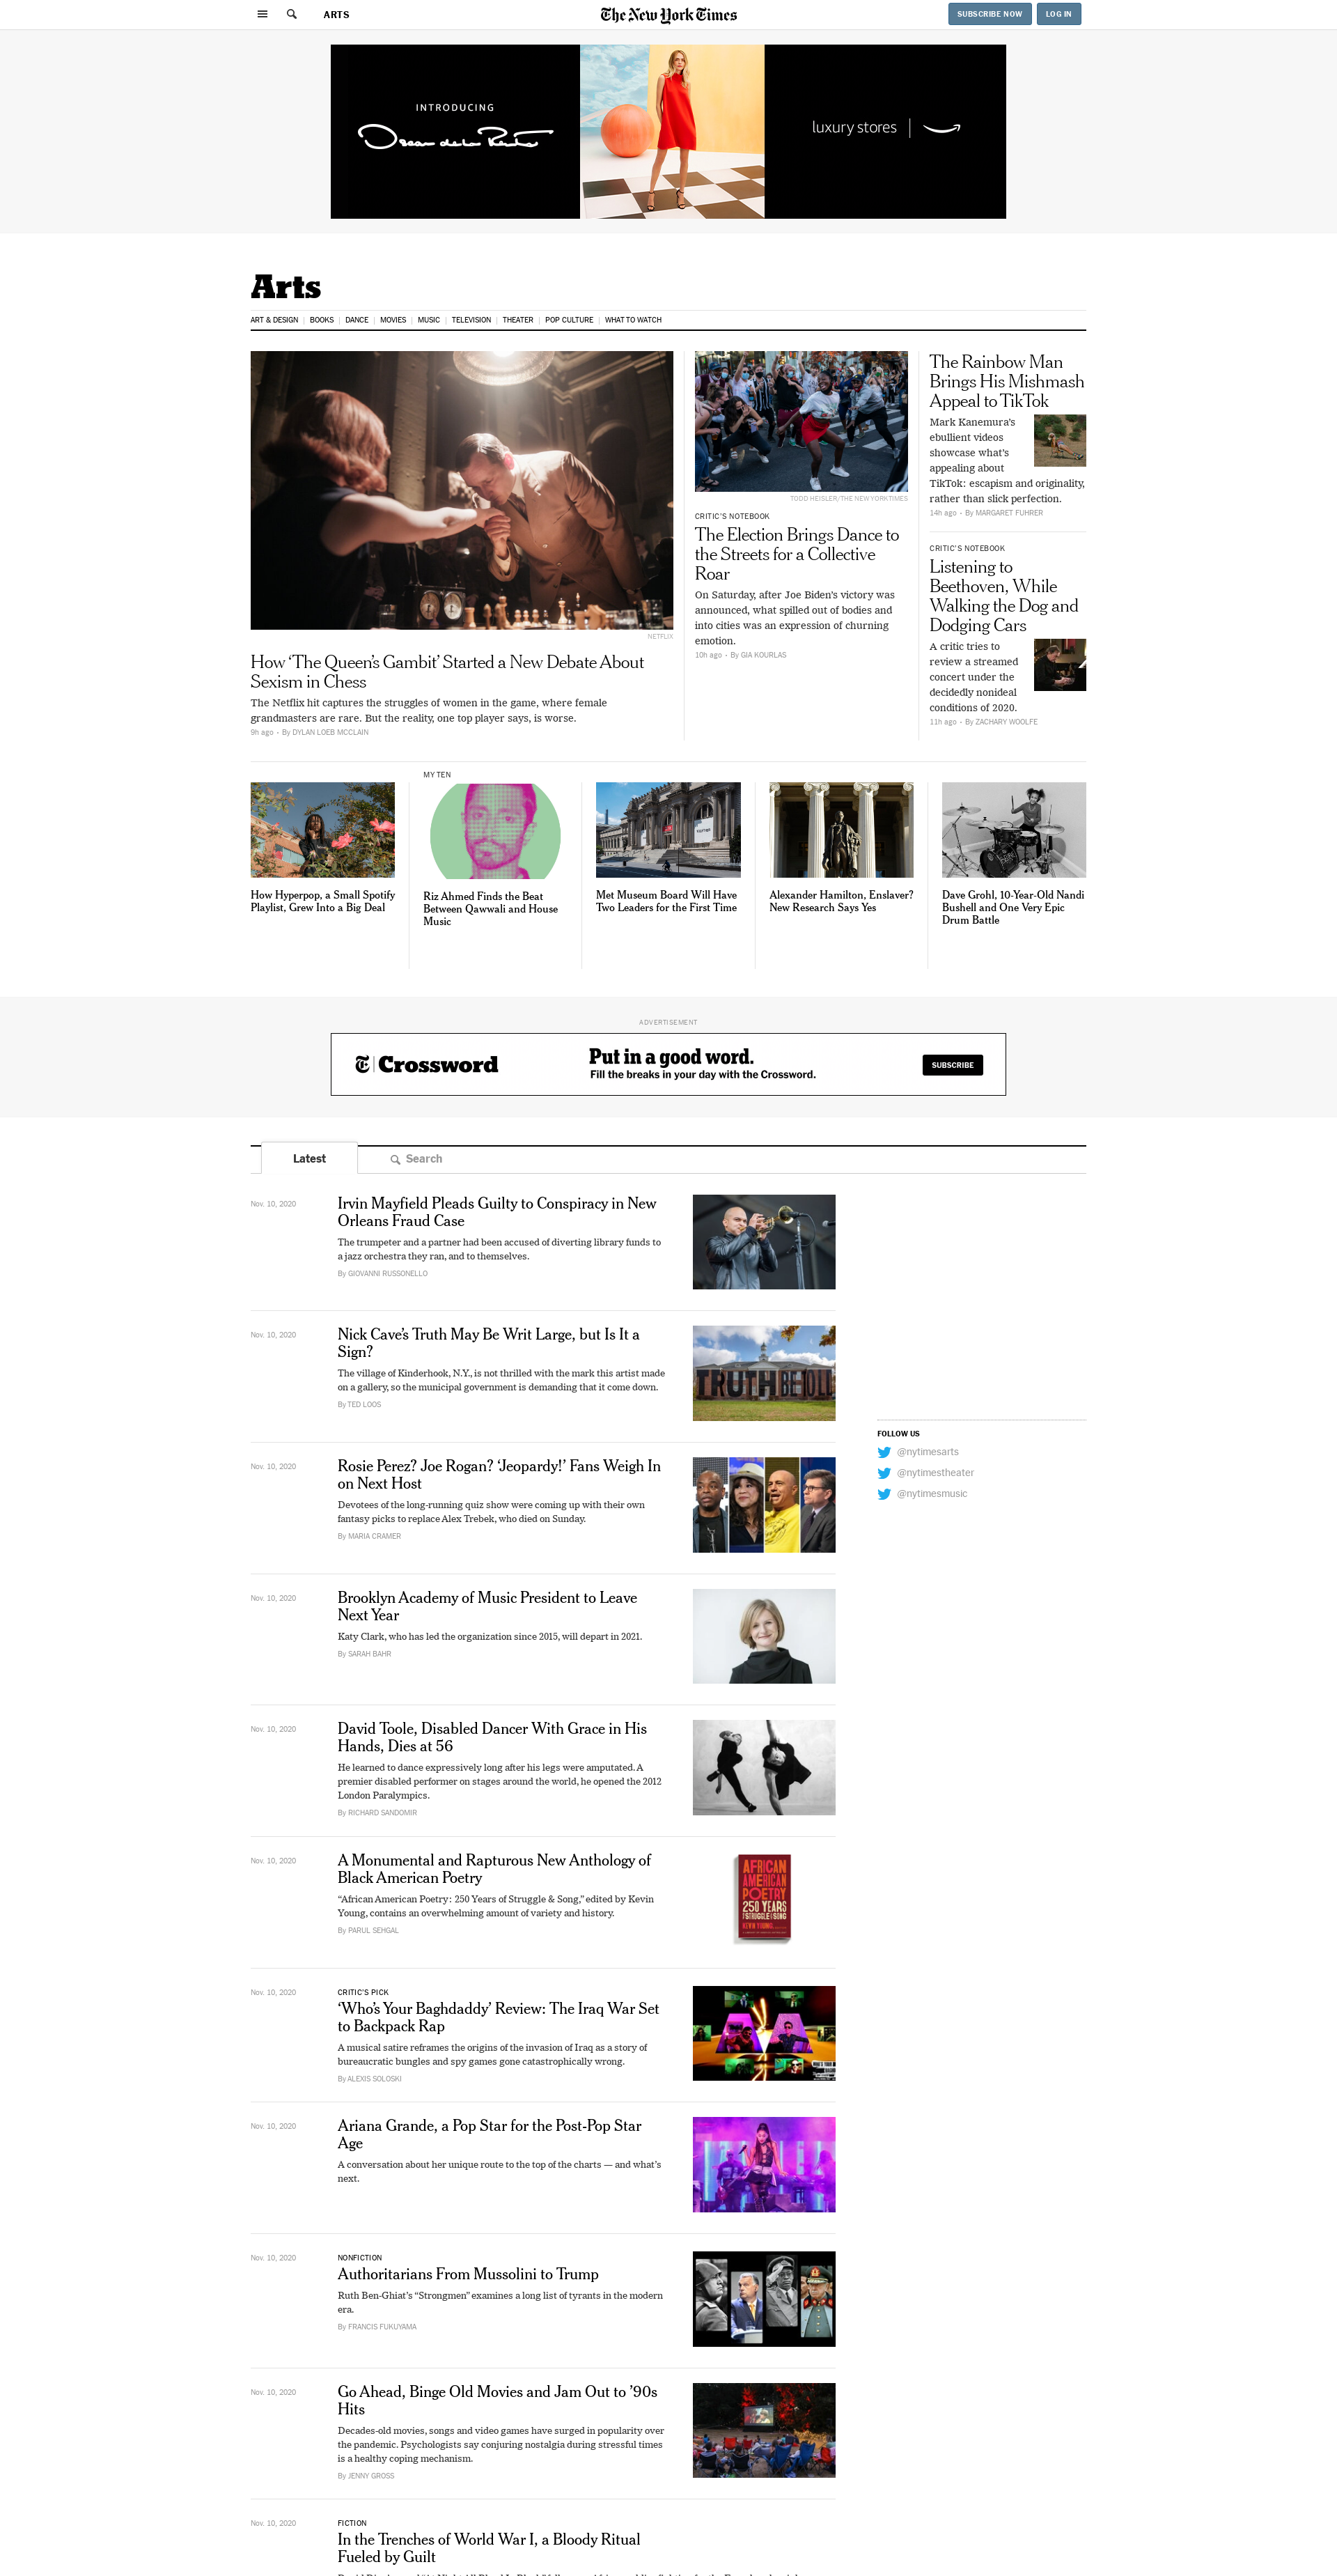 ARTS
The New York Times
SUBSCRIBE NOW
LOG IN
INTRODUCING
Oscar de la Renta
luxury stores
Arts
ART & DESIGN
BOOKS
DANCE
MOVIES
MUSIC
TELEVISION
THEATER
POP CULTURE
WHAT TO WATCH
NETFLIX
How ‘The Queen’s Gambit’ Started a New Debate About
Sexism in Chess
The Netflix hit captures the struggles of women in the game, where female
grandmasters are rare. But the reality, one top player says, is worse.
9h ago • By DYLAN LOEB MCCLAIN
TODD HEISLER/THE NEW YORK TIMES
CRITIC’S NOTEBOOK
The Election Brings Dance to
the Streets for a Collective
Roar
On Saturday, after Joe Biden’s victory was
announced, what spilled out of bodies and
into cities was an expression of churning
emotion.
10h ago • By GIA KOURLAS
The Rainbow Man
Brings His Mishmash
Appeal to TikTok
Mark Kanemura’s
ebullient videos
showcase what’s
appealing about
TikTok: escapism and originality,
rather than slick perfection.
14h ago • By MARGARET FUHRER
CRITIC’S NOTEBOOK
Listening to
Beethoven, While
Walking the Dog and
Dodging Cars
A critic tries to
review a streamed
concert under the
decidedly nonideal
conditions of 2020.
11h ago • By ZACHARY WOOLFE
How Hyperpop, a Small Spotify
Playlist, Grew Into a Big Deal
MY TEN
Riz Ahmed Finds the Beat
Between Qawwali and House
Music
Met Museum Board Will Have
Two Leaders for the First Time
Alexander Hamilton, Enslaver?
New Research Says Yes
Dave Grohl, 10-Year-Old Nandi
Bushell and One Very Epic
Drum Battle
ADVERTISEMENT
T Crossword
Put in a good word.
Fill the breaks in your day with the Crossword.
SUBSCRIBE
Latest
Search
Nov. 10, 2020
Irvin Mayfield Pleads Guilty to Conspiracy in New
Orleans Fraud Case
The trumpeter and a partner had been accused of diverting library funds to
a jazz orchestra they ran, and to themselves.
By GIOVANNI RUSSONELLO
Nov. 10, 2020
Nick Cave’s Truth May Be Writ Large, but Is It a
Sign?
The village of Kinderhook, N.Y., is not thrilled with the mark this artist made
on a gallery, so the municipal government is demanding that it come down.
By TED LOOS
TRUTH BE TOLD
FOLLOW US
@nytimesarts
@nytimestheater
@nytimesmusic
Nov. 10, 2020
Rosie Perez? Joe Rogan? ‘Jeopardy!’ Fans Weigh In
on Next Host
Devotees of the long-running quiz show were coming up with their own
fantasy picks to replace Alex Trebek, who died on Sunday.
By MARIA CRAMER
Nov. 10, 2020
Brooklyn Academy of Music President to Leave
Next Year
Katy Clark, who has led the organization since 2015, will depart in 2021.
By SARAH BAHR
Nov. 10, 2020
David Toole, Disabled Dancer With Grace in His
Hands, Dies at 56
He learned to dance expressively long after his legs were amputated. A
premier disabled performer on stages around the world, he opened the 2012
London Paralympics.
By RICHARD SANDOMIR
Nov. 10, 2020
A Monumental and Rapturous New Anthology of
Black American Poetry
“African American Poetry: 250 Years of Struggle & Song,” edited by Kevin
Young, contains an overwhelming amount of variety and history.
By PARUL SEHGAL
AFRICAN
AMERICAN
POETRY
250 YEARS
OF STRUGGLE & SONG
KEVIN YOUNG
Nov. 10, 2020
CRITIC’S PICK
‘Who’s Your Baghdaddy’ Review: The Iraq War Set
to Backpack Rap
A musical satire reframes the origins of the invasion of Iraq as a story of
bureaucratic bungles and spy games gone catastrophically wrong.
By ALEXIS SOLOSKI
Nov. 10, 2020
Ariana Grande, a Pop Star for the Post-Pop Star
Age
A conversation about her unique route to the top of the charts — and what’s
next.
Nov. 10, 2020
NONFICTION
Authoritarians From Mussolini to Trump
Ruth Ben-Ghiat’s “Strongmen” examines a long list of tyrants in the modern
era.
By FRANCIS FUKUYAMA
Nov. 10, 2020
Go Ahead, Binge Old Movies and Jam Out to ’90s
Hits
Decades-old movies, songs and video games have surged in popularity over
the pandemic. Psychologists say conjuring nostalgia during stressful times
is a healthy coping mechanism.
By JENNY GROSS
Nov. 10, 2020
FICTION
In the Trenches of World War I, a Bloody Ritual
Fueled by Guilt